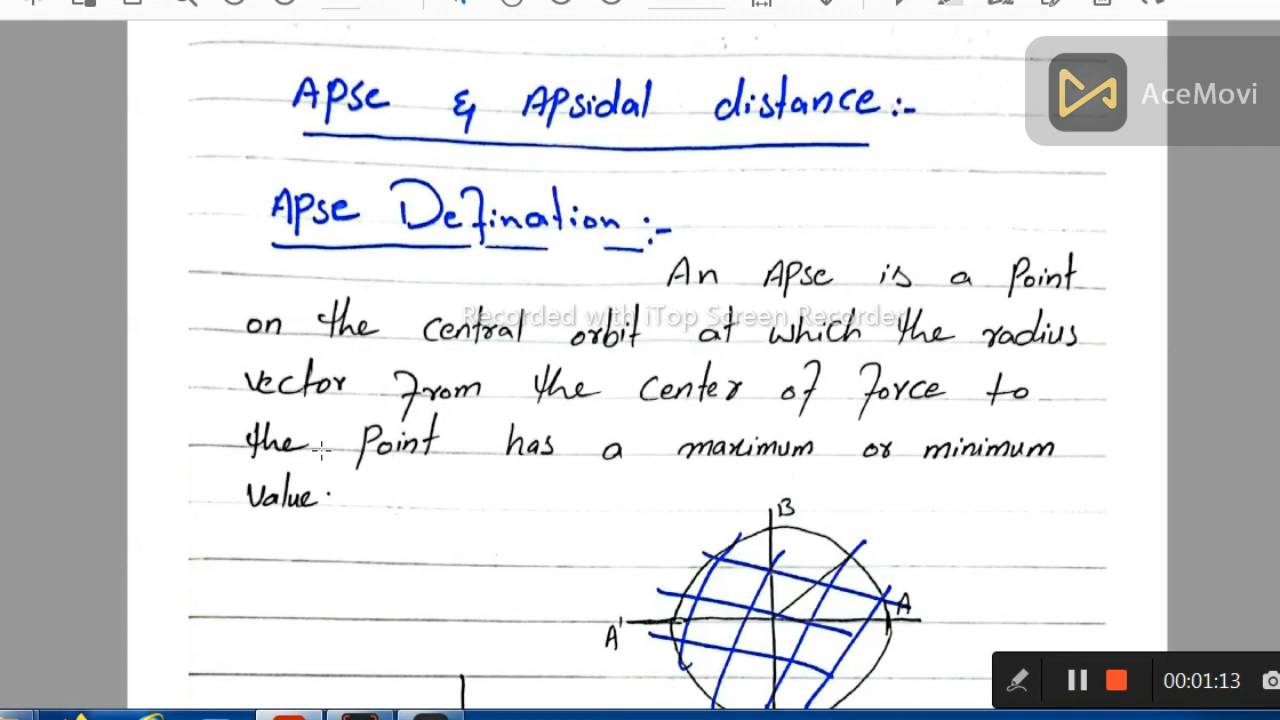 AceMovi
Apse & Apsidal distance:-
Apse Defination:-
An Apse is a Point
on the central orbit at which the radius
Recorded with iTop Screen Recorder
vector from the center of Force to
the Point has a maximum or minimum
Value.
B
A
A'
00:01:13